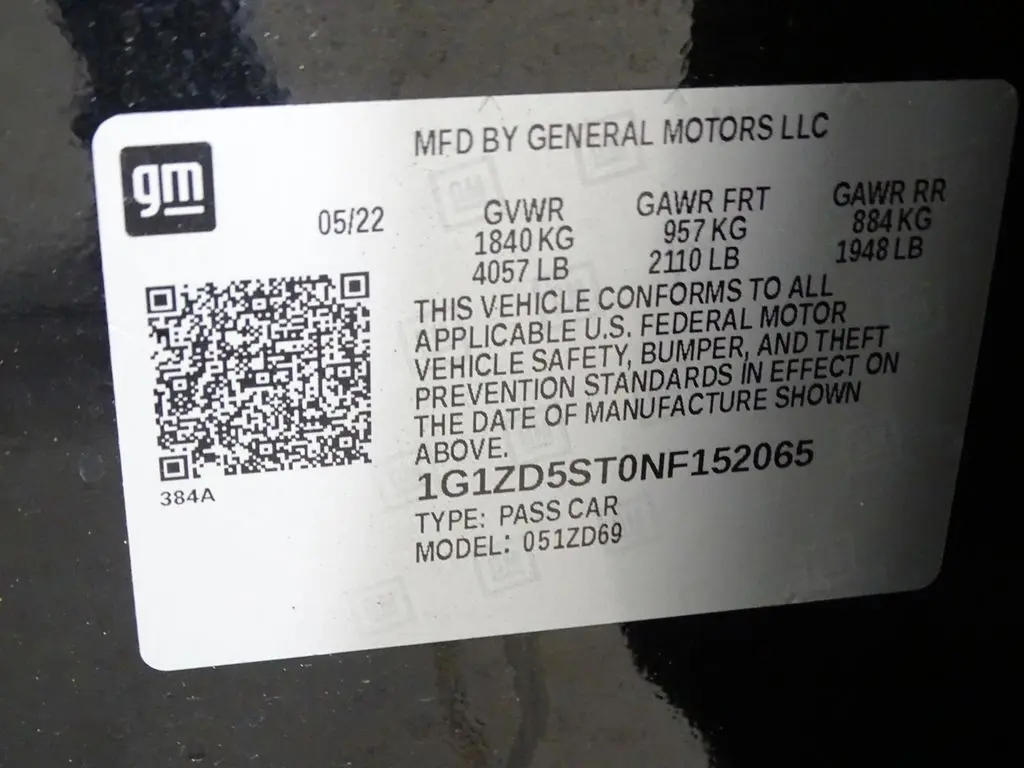 gm
MFD BY GENERAL MOTORS LLC
05/22
GVWR
1840 KG
4057 LB
GAWR FRT
957 KG
2110 LB
GAWR RR
884 KG
1948 LB
THIS VEHICLE CONFORMS TO ALL
APPLICABLE U.S. FEDERAL MOTOR
VEHICLE SAFETY, BUMPER, AND THEFT
PREVENTION STANDARDS IN EFFECT ON
THE DATE OF MANUFACTURE SHOWN
ABOVE.
384A
1G1ZD5ST0NF152065
TYPE: PASS CAR
MODEL: 051ZD69